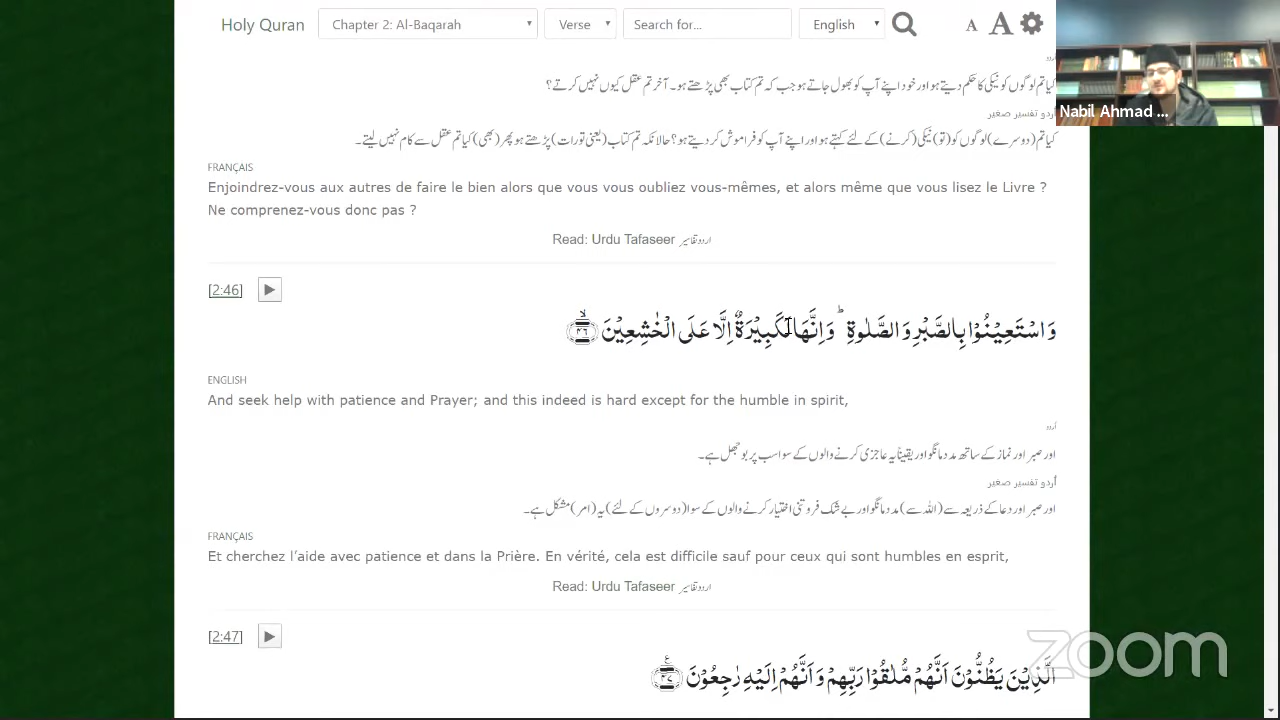 Holy Quran
Chapter 2: Al-Baqarah
Verse
Search for...
English
A A
Nabil Ahmad ...
اردو
کیا تم لوگوں کو نیکی کا حکم دیتے ہو اور خود اپنے آپ کو بھول جاتے ہو جب کہ تم کتاب بھی پڑھتے ہو۔ آخر تم عقل کیوں نہیں کرتے؟
اُردو تفسیر صغیر
کیا تم (دوسرے) لوگوں کو (تو) نیکی (کرنے) کے لئے کہتے ہو اور اپنے آپ کو فراموش کر دیتے ہو؟ حالانکہ تم کتاب (یعنی تورات) پڑھتے ہو پھر (بھی) کیا تم عقل سے کام نہیں لیتے۔
FRANÇAIS
Enjoindrez-vous aux autres de faire le bien alors que vous vous oubliez vous-mêmes, et alors même que vous lisez le Livre ?
Ne comprenez-vous donc pas ?
Read: Urdu Tafaseer اردو تفاسیر
[2:46]
وَ اسْتَعِیْنُوْا بِالصَّبْرِ وَ الصَّلٰوةِ ؕ وَ اِنَّهَا لَكَبِیْرَةٌ اِلَّا عَلَی الْخٰشِعِیْنَ ﴿ۙ۴۶﴾
ENGLISH
And seek help with patience and Prayer; and this indeed is hard except for the humble in spirit,
اردو
اور صبر اور نماز کے ساتھ مدد مانگو اور یقیناً یہ عاجزی کرنے والوں کے سوا سب پر بوجھل ہے۔
اُردو تفسیر صغیر
اور صبر اور دعا کے ذریعہ سے (اللہ سے) مدد مانگو اور بے شک فروتنی اختیار کرنے والوں کے سوا (دوسروں کے لئے) یہ (امر) مشکل ہے۔
FRANÇAIS
Et cherchez l’aide avec patience et dans la Prière. En vérité, cela est difficile sauf pour ceux qui sont humbles en esprit,
Read: Urdu Tafaseer اردو تفاسیر
[2:47]
الَّذِیْنَ یَظُنُّوْنَ اَنَّهُمْ مُّلٰقُوْا رَبِّهِمْ وَ اَنَّهُمْ اِلَیْهِ رٰجِعُوْنَ ﴿۴۷﴾
zoom